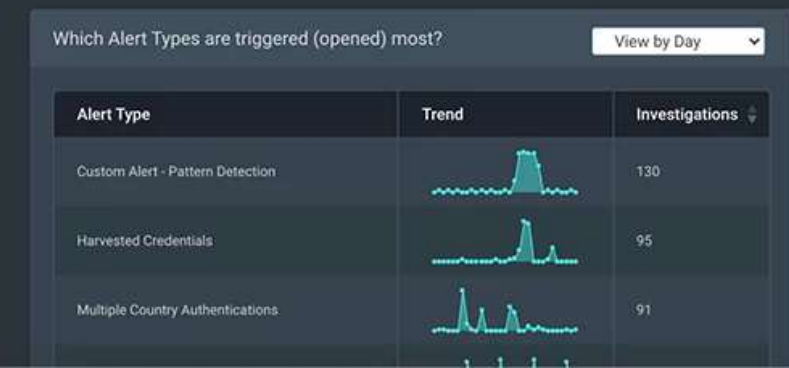 Which Alert Types are triggered (opened) most?
View by Day
Alert Type
Trend
Investigations
Custom Alert - Pattern Detection
130
Harvested Credentials
95
Multiple Country Authentications
91